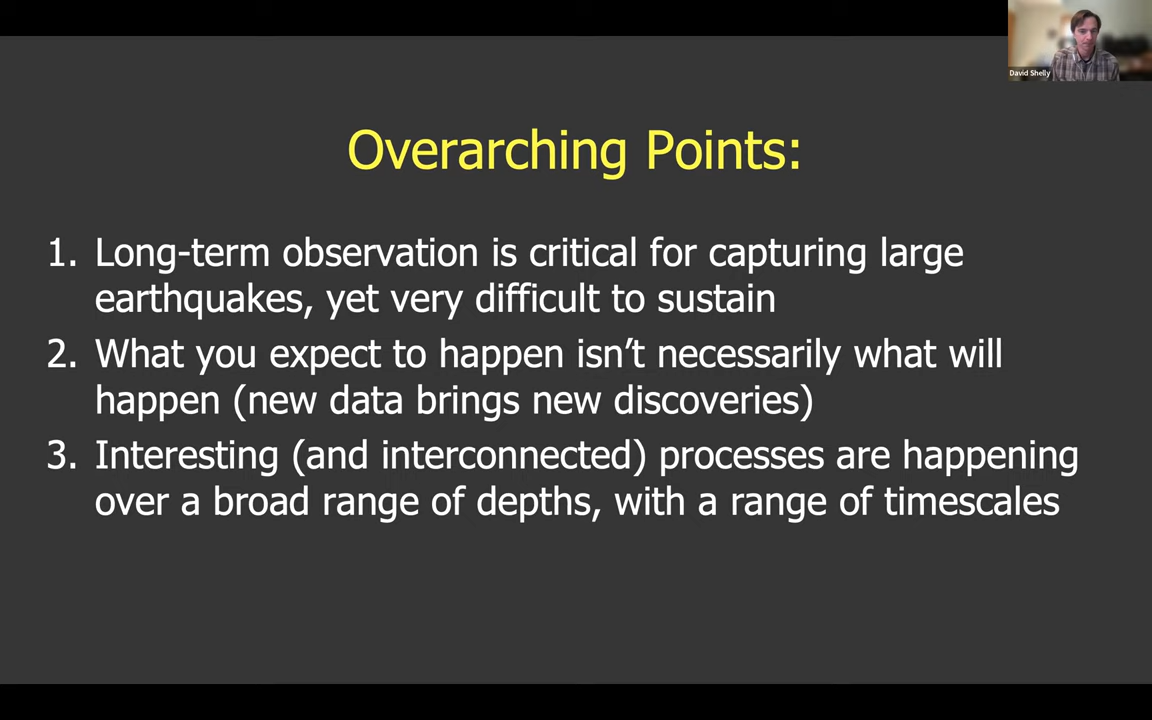 David Shelly
Overarching Points:
1. Long-term observation is critical for capturing large
earthquakes, yet very difficult to sustain
2. What you expect to happen isn’t necessarily what will
happen (new data brings new discoveries)
3. Interesting (and interconnected) processes are happening
over a broad range of depths, with a range of timescales